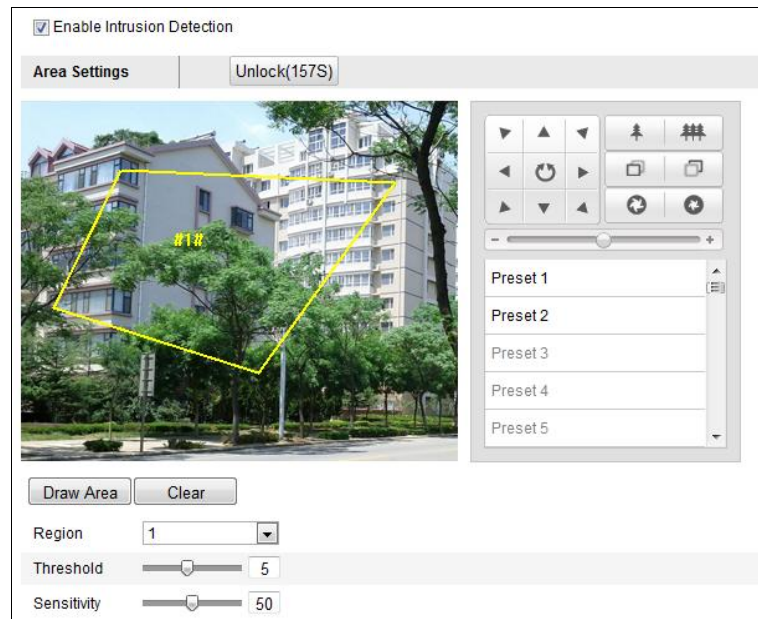 Enable Intrusion Detection
Area Settings
Unlock(157S)
#1#
- +
Preset 1
Preset 2
Preset 3
Preset 4
Preset 5
Draw Area Clear
Region 1
Threshold 5
Sensitivity 50